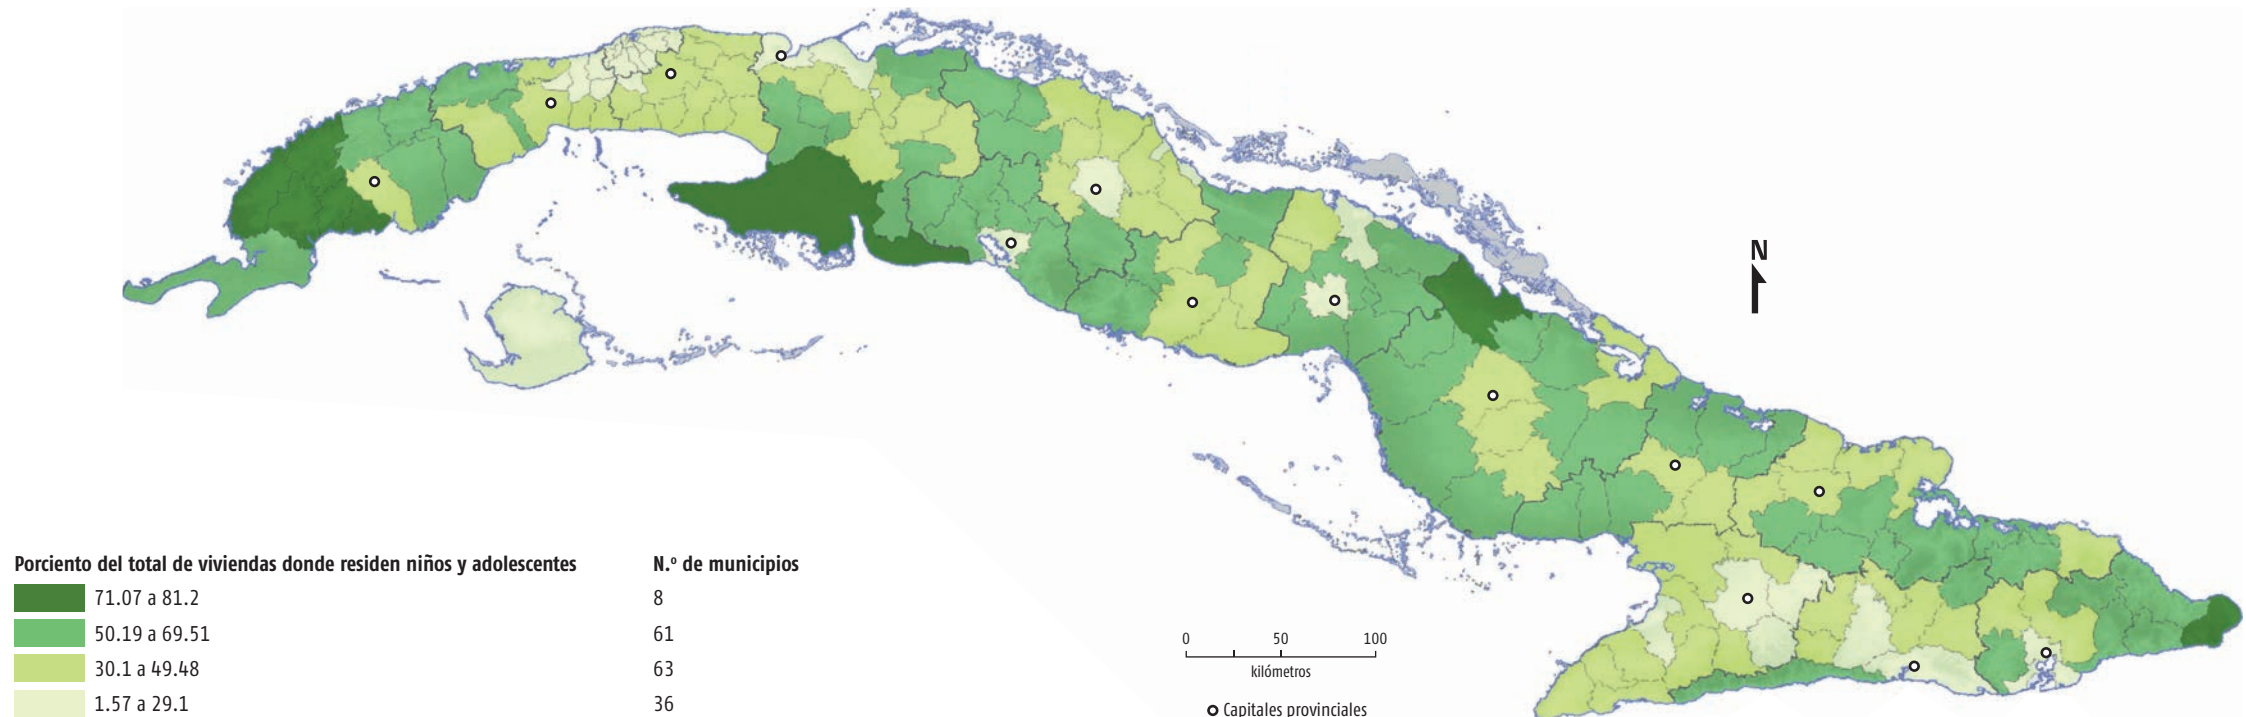 N
Porciento del total de viviendas donde residen niños y adolescentes N.º de municipios
71.07 a 81.2 8
50.19 a 69.51 61
30.1 a 49.48 63
1.57 a 29.1 36
0 50 100
kilómetros
Capitales provinciales